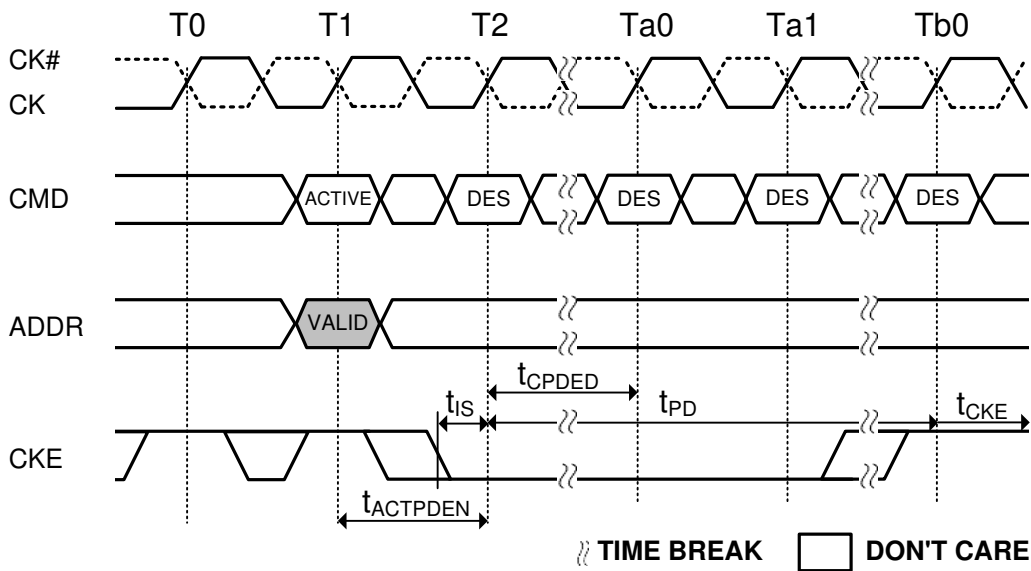 T0 T1 T2 Ta0 Ta1 Tb0
CK#
CK
CMD ACTIVE DES DES DES DES
ADDR VALID
tCPDED
tIS tPD tCKE
CKE
tACTPDEN
TIME BREAK DON'T CARE